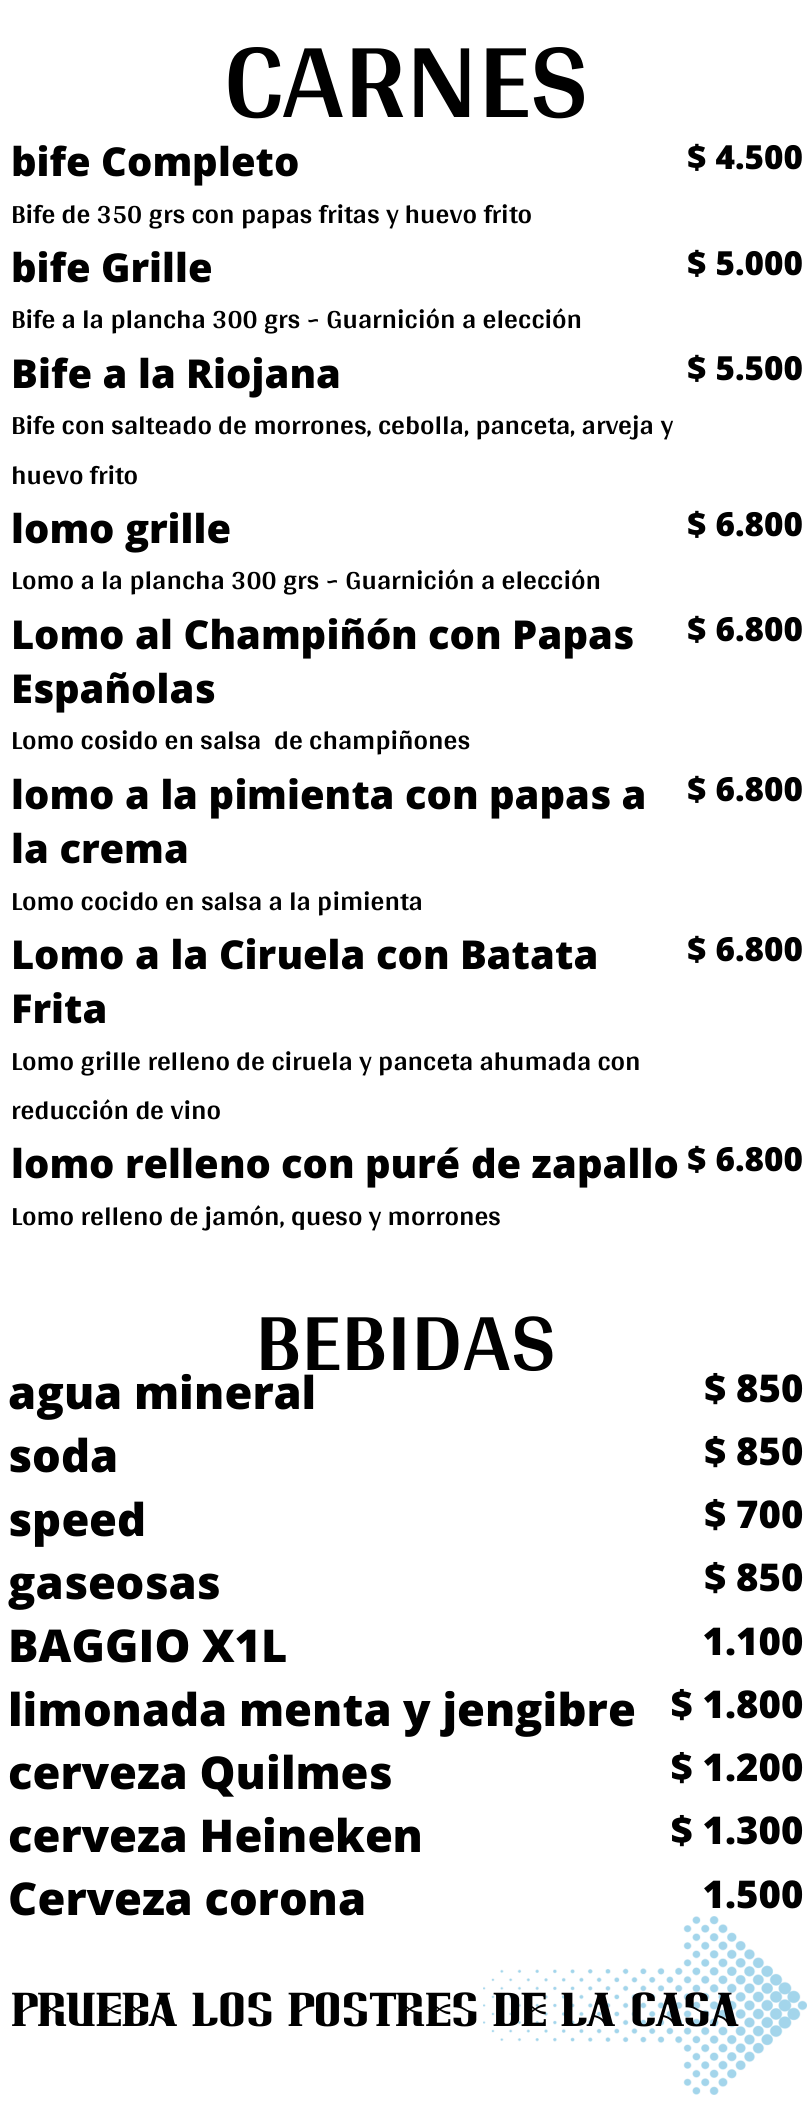 CARNES
bife Completo $ 4.500
Bife de 350 grs con papas fritas y huevo frito
bife Grille $ 5.000
Bife a la plancha 300 grs - Guarnición a elección
Bife a la Riojana $ 5.500
Bife con salteado de morrones, cebolla, panceta, arveja y
huevo frito
lomo grille $ 6.800
Lomo a la plancha 300 grs - Guarnición a elección
Lomo al Champiñón con Papas $ 6.800
Españolas
Lomo cosido en salsa  de champiñones
lomo a la pimienta con papas a $ 6.800
la crema
Lomo cocido en salsa a la pimienta
Lomo a la Ciruela con Batata $ 6.800
Frita
Lomo grille relleno de ciruela y panceta ahumada con
reducción de vino
lomo relleno con puré de zapallo $ 6.800
Lomo relleno de jamón, queso y morrones
BEBIDAS
agua mineral $ 850
soda $ 850
speed $ 700
gaseosas $ 850
BAGGIO X1L 1.100
limonada menta y jengibre $ 1.800
cerveza Quilmes $ 1.200
cerveza Heineken $ 1.300
Cerveza corona 1.500
PRUEBA LOS POSTRES DE LA CASA